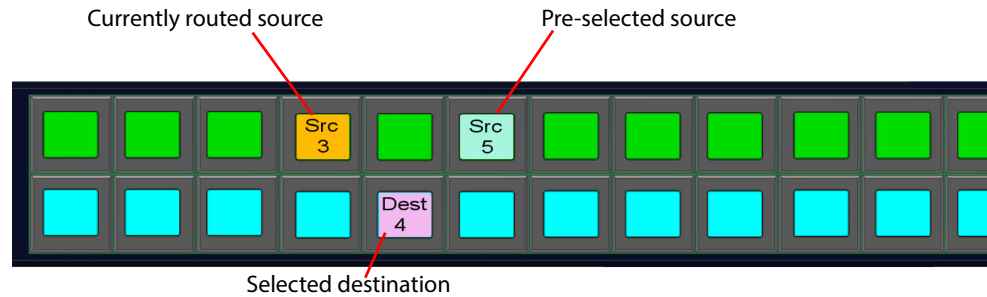 Currently routed source
Pre-selected source
Src
3
Src
5
Dest
4
Selected destination